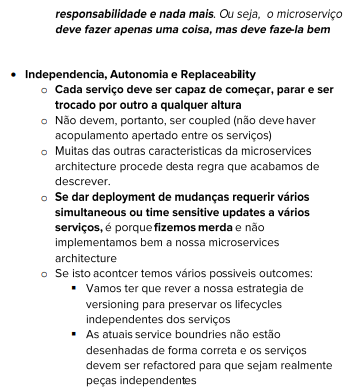 responsabilidade e nada mais. Ou seja, o microserviço
deve fazer apenas uma coisa, mas deve faze-la bem
• Independencia, Autonomia e Replaceability
o Cada serviço deve ser capaz de começar, parar e ser
trocado por outro a qualquer altura
o Não devem, portanto, ser coupled (não deve haver
acopulamento apertado entre os serviços)
o Muitas das outras caracteristicas da microservices
architecture procede desta regra que acabamos de
descrever.
o Se dar deployment de mudanças requerir vários
simultaneous ou time sensitive updates a vários
serviços, é porque fizemos merda e não
implementamos bem a nossa microservices
architecture
o Se isto acontcer temos vários possiveis outcomes:
▪ Vamos ter que rever a nossa estrategia de
versioning para preservar os lifecycles
independentes dos serviços
▪ As atuais service boundries não estão
desenhadas de forma correta e os serviços
devem ser refactored para que sejam realmente
peças independentes